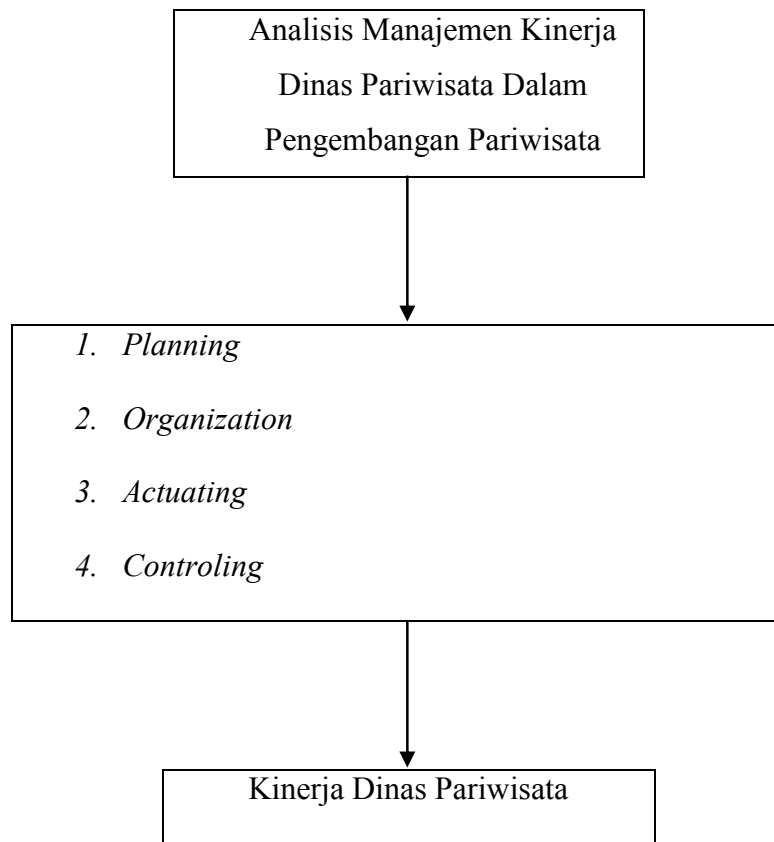 Analisis Manajemen Kinerja
Dinas Pariwisata Dalam
Pengembangan Pariwisata
1. Planning
2. Organization
3. Actuating
4. Controling
Kinerja Dinas Pariwisata